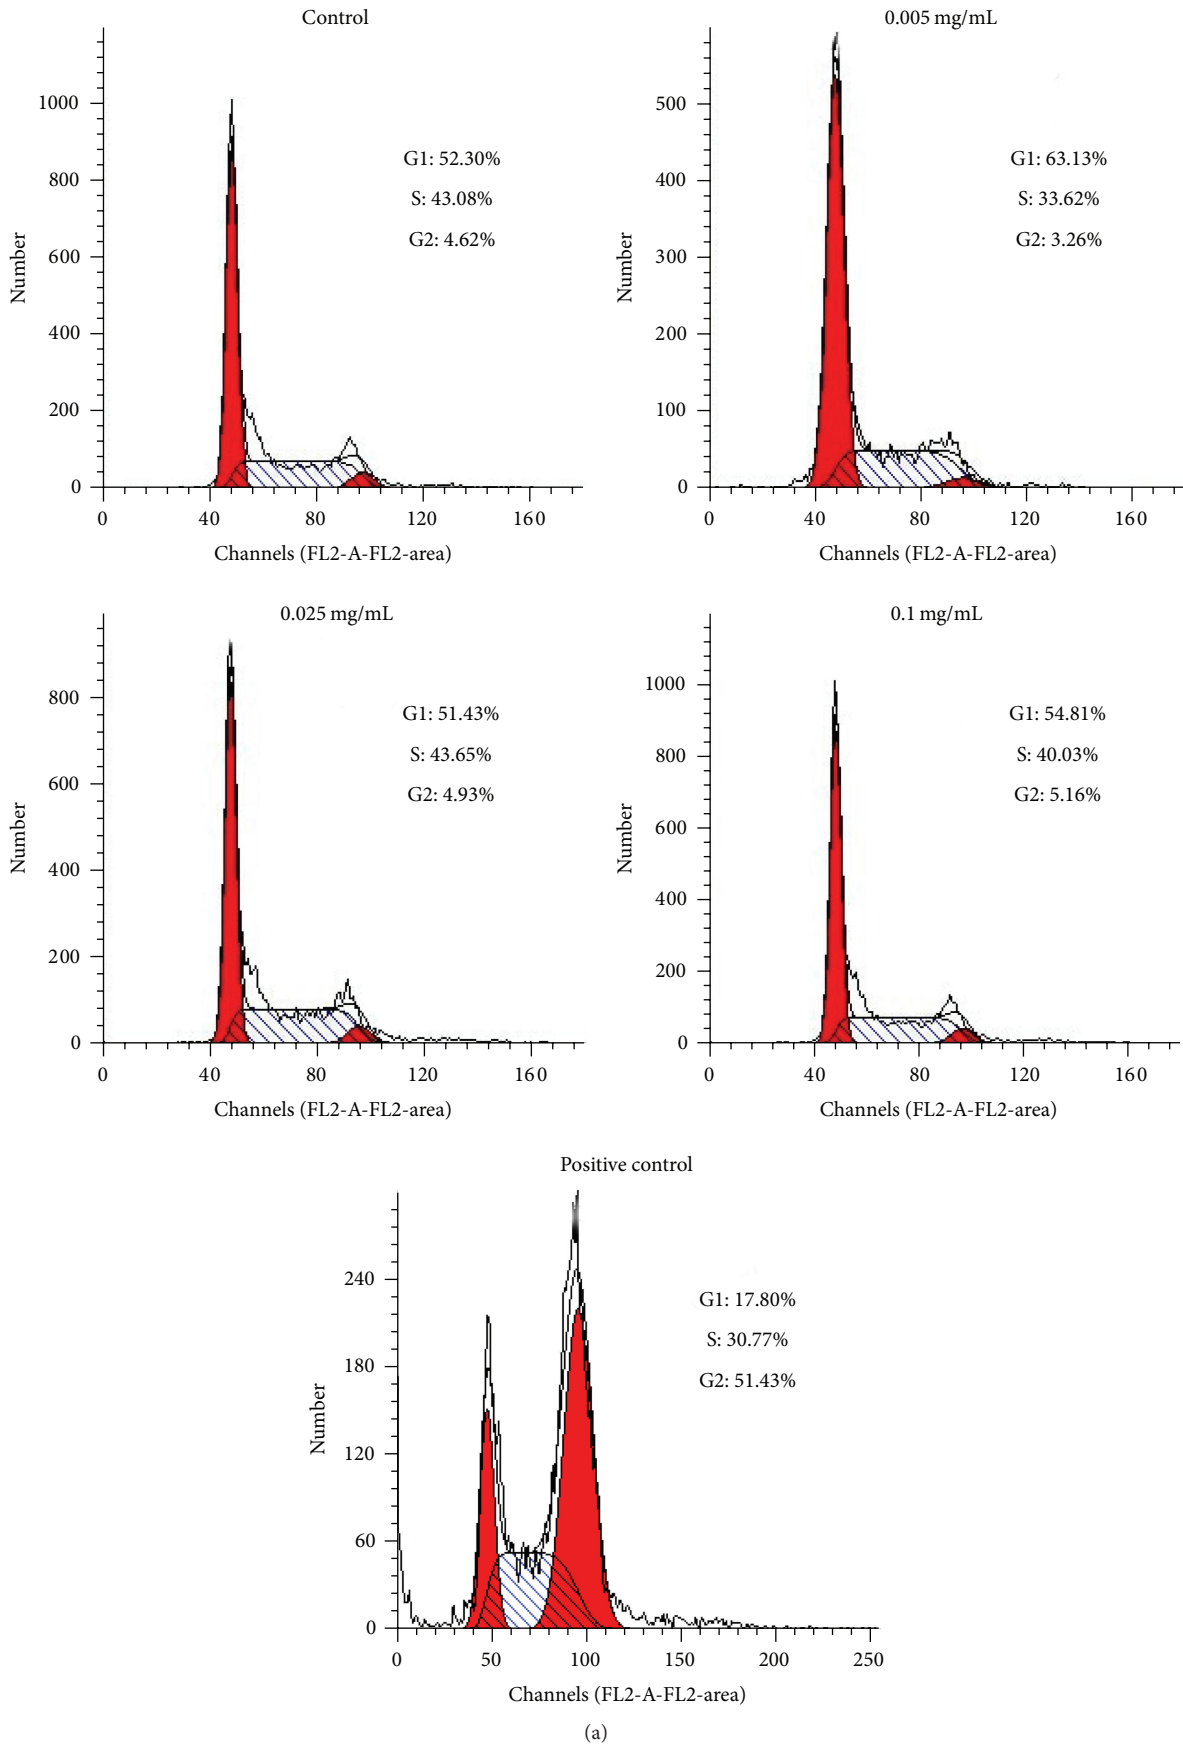 Control
1000
800
600
400
200
0
Number
G1: 52.30%
S: 43.08%
G2: 4.62%
0 40 80 120 160
Channels (FL2-A-FL2-area)
0.005 mg/mL
500
400
300
200
100
0
Number
G1: 63.13%
S: 33.62%
G2: 3.26%
0 40 80 120 160
Channels (FL2-A-FL2-area)
0.025 mg/mL
800
600
400
200
0
Number
G1: 51.43%
S: 43.65%
G2: 4.93%
0 40 80 120 160
Channels (FL2-A-FL2-area)
0.1 mg/mL
1000
800
600
400
200
0
Number
G1: 54.81%
S: 40.03%
G2: 5.16%
0 40 80 120 160
Channels (FL2-A-FL2-area)
Positive control
240
180
120
60
0
Number
G1: 17.80%
S: 30.77%
G2: 51.43%
0 50 100 150 200 250
Channels (FL2-A-FL2-area)
(a)